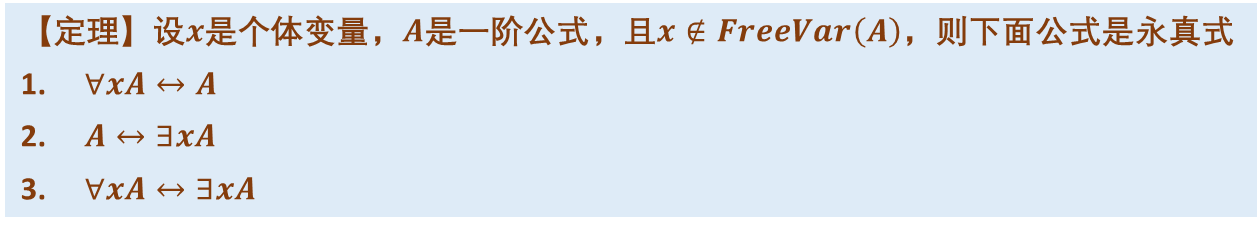 【定理】设x是个体变量，A是一阶公式，且x ∉ FreeVar(A)，则下面公式是永真式
1. ∀xA ↔ A
2. A ↔ ∃xA
3. ∀xA ↔ ∃xA